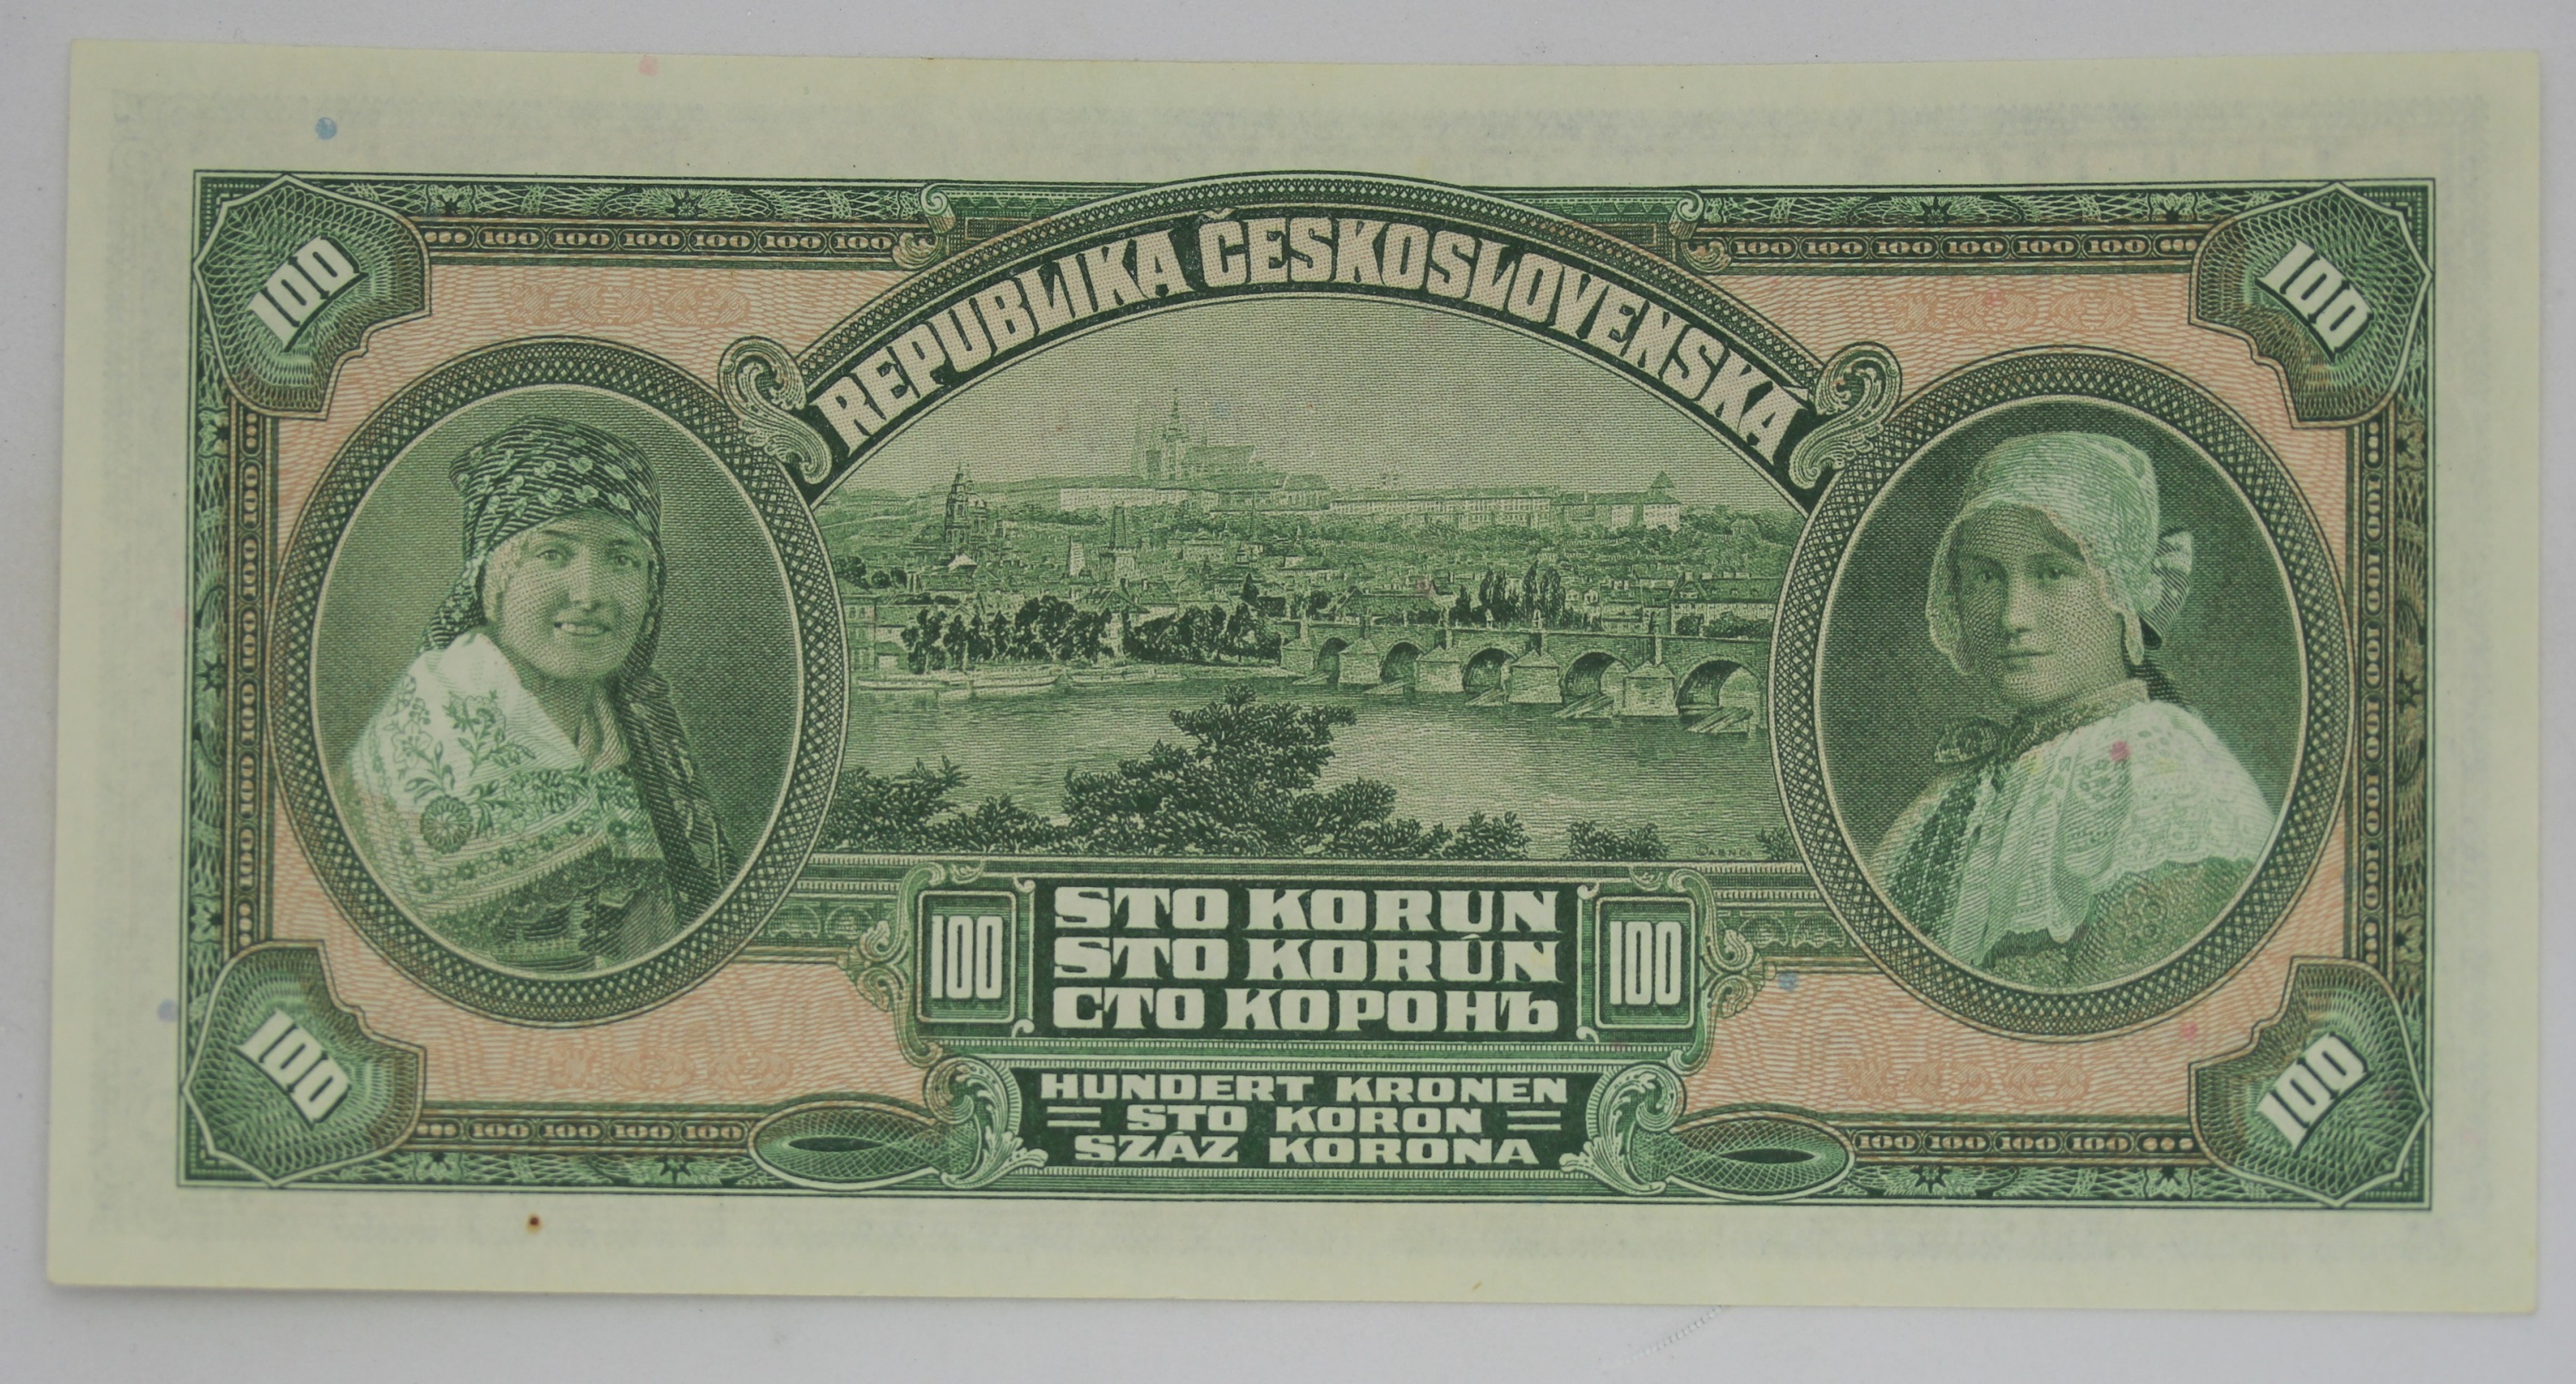 100 100 100 100 100 100 100 100
REPUBLIKA ČESKOSLOVENSKÁ
100 100 100 100 100 100 100 100
STO KORUN
100 STO KORÚN 100
СТО КОРОНЪ
HUNDERT KRONEN
STO KORON
SZÁZ KORONA
100 100 100 100 100
100 100 100 100 100